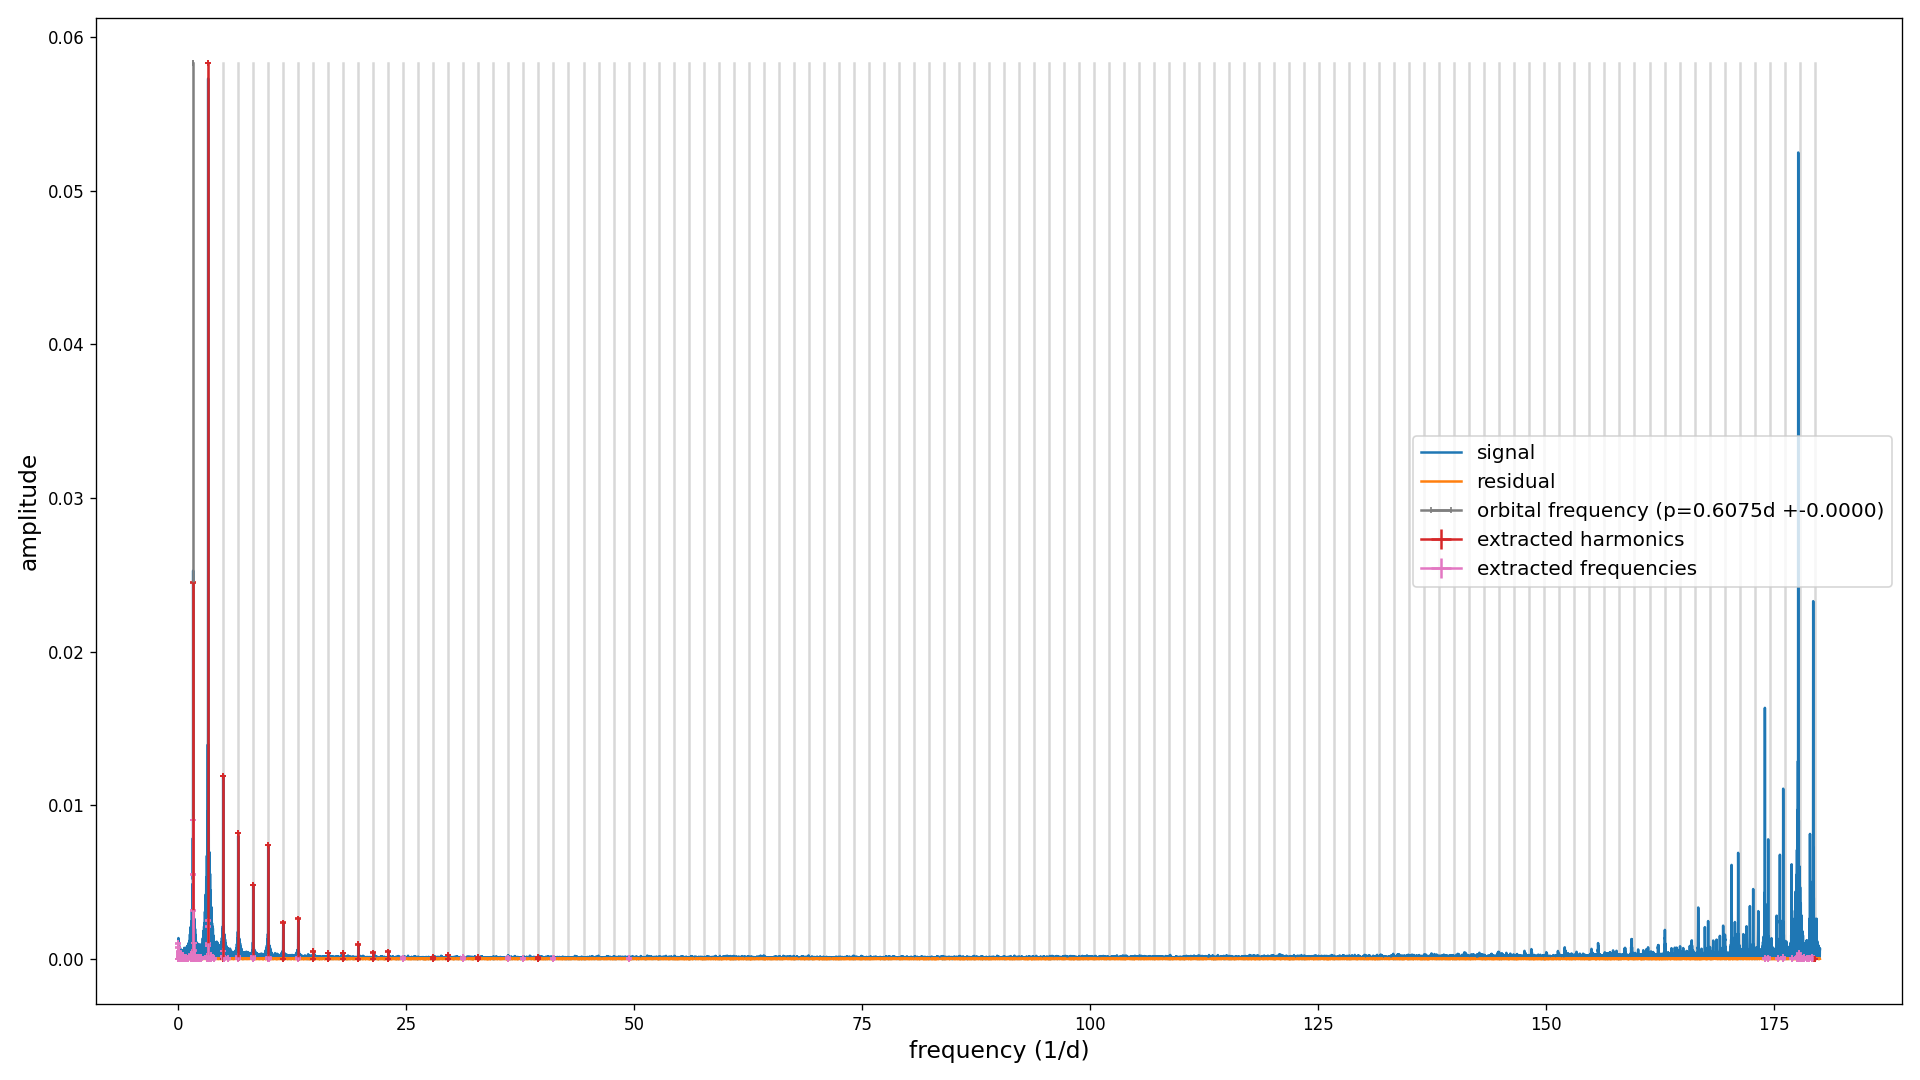 0.06
0.05
0.04
0.03
0.02
0.01
0.00
amplitude
signal
residual
orbital frequency (p=0.6075d +-0.0000)
extracted harmonics
extracted frequencies
0 25 50 75 100 125 150 175
frequency (1/d)